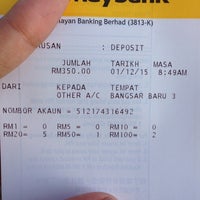 aybank
ayan Banking Berhad (3813-K)
USAN : DEPOSIT
JUMLAH TARIKH MASA
RM350.00 01/12/15 8:49AM
DARI KEPADA TEMPAT
OTHER A/C BANGSAR BARU 3
NOMBOR AKAUN = 512174316492
RM1 = 0 RM5 = 0 RM10 = 0
RM20= 5 RM50= 1 RM100= 2